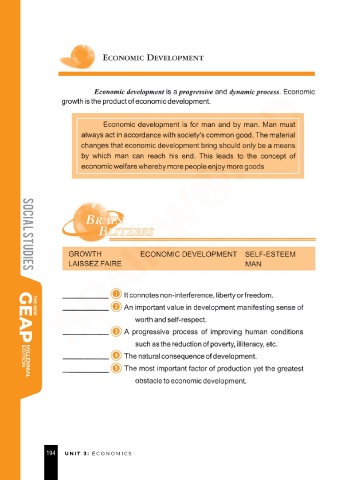 ECONOMIC DEVELOPMENT
Economic development is a progressive and dynamic process. Economic
growth is the product of economic development.
Economic development is for man and by man. Man must
always act in accordance with society's common good. The material
changes that economic development bring should only be a means
by which man can reach his end. This leads to the concept of
economic welfare whereby more people enjoy more goods
BRAIN
BLITZERS
GROWTH ECONOMIC DEVELOPMENT SELF-ESTEEM
LAISSEZ FAIRE MAN
1 It connotes non-interference, liberty or freedom.
2 An important value in development manifesting sense of
worth and self-respect.
3 A progressive process of improving human conditions
such as the reduction of poverty, illiteracy, etc.
4 The natural consequence of development.
5 The most important factor of production yet the greatest
obstacle to economic development.
SOCIAL STUDIES
THE NEW
GEAP
MILLENNIAL
EDITION
194 UNIT 3: ECONOMICS